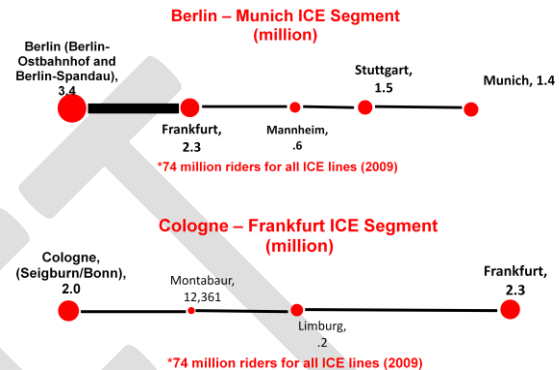 Berlin – Munich ICE Segment
(million)
Berlin (Berlin-
Ostbahnhof and
Berlin-Spandau),
3.4
Frankfurt,
2.3
Mannheim,
.6
Stuttgart,
1.5
Munich, 1.4
*74 million riders for all ICE lines (2009)
Cologne – Frankfurt ICE Segment
(million)
Cologne,
(Seigburn/Bonn),
2.0
Montabaur,
12,361
Limburg,
.2
Frankfurt,
2.3
*74 million riders for all ICE lines (2009)